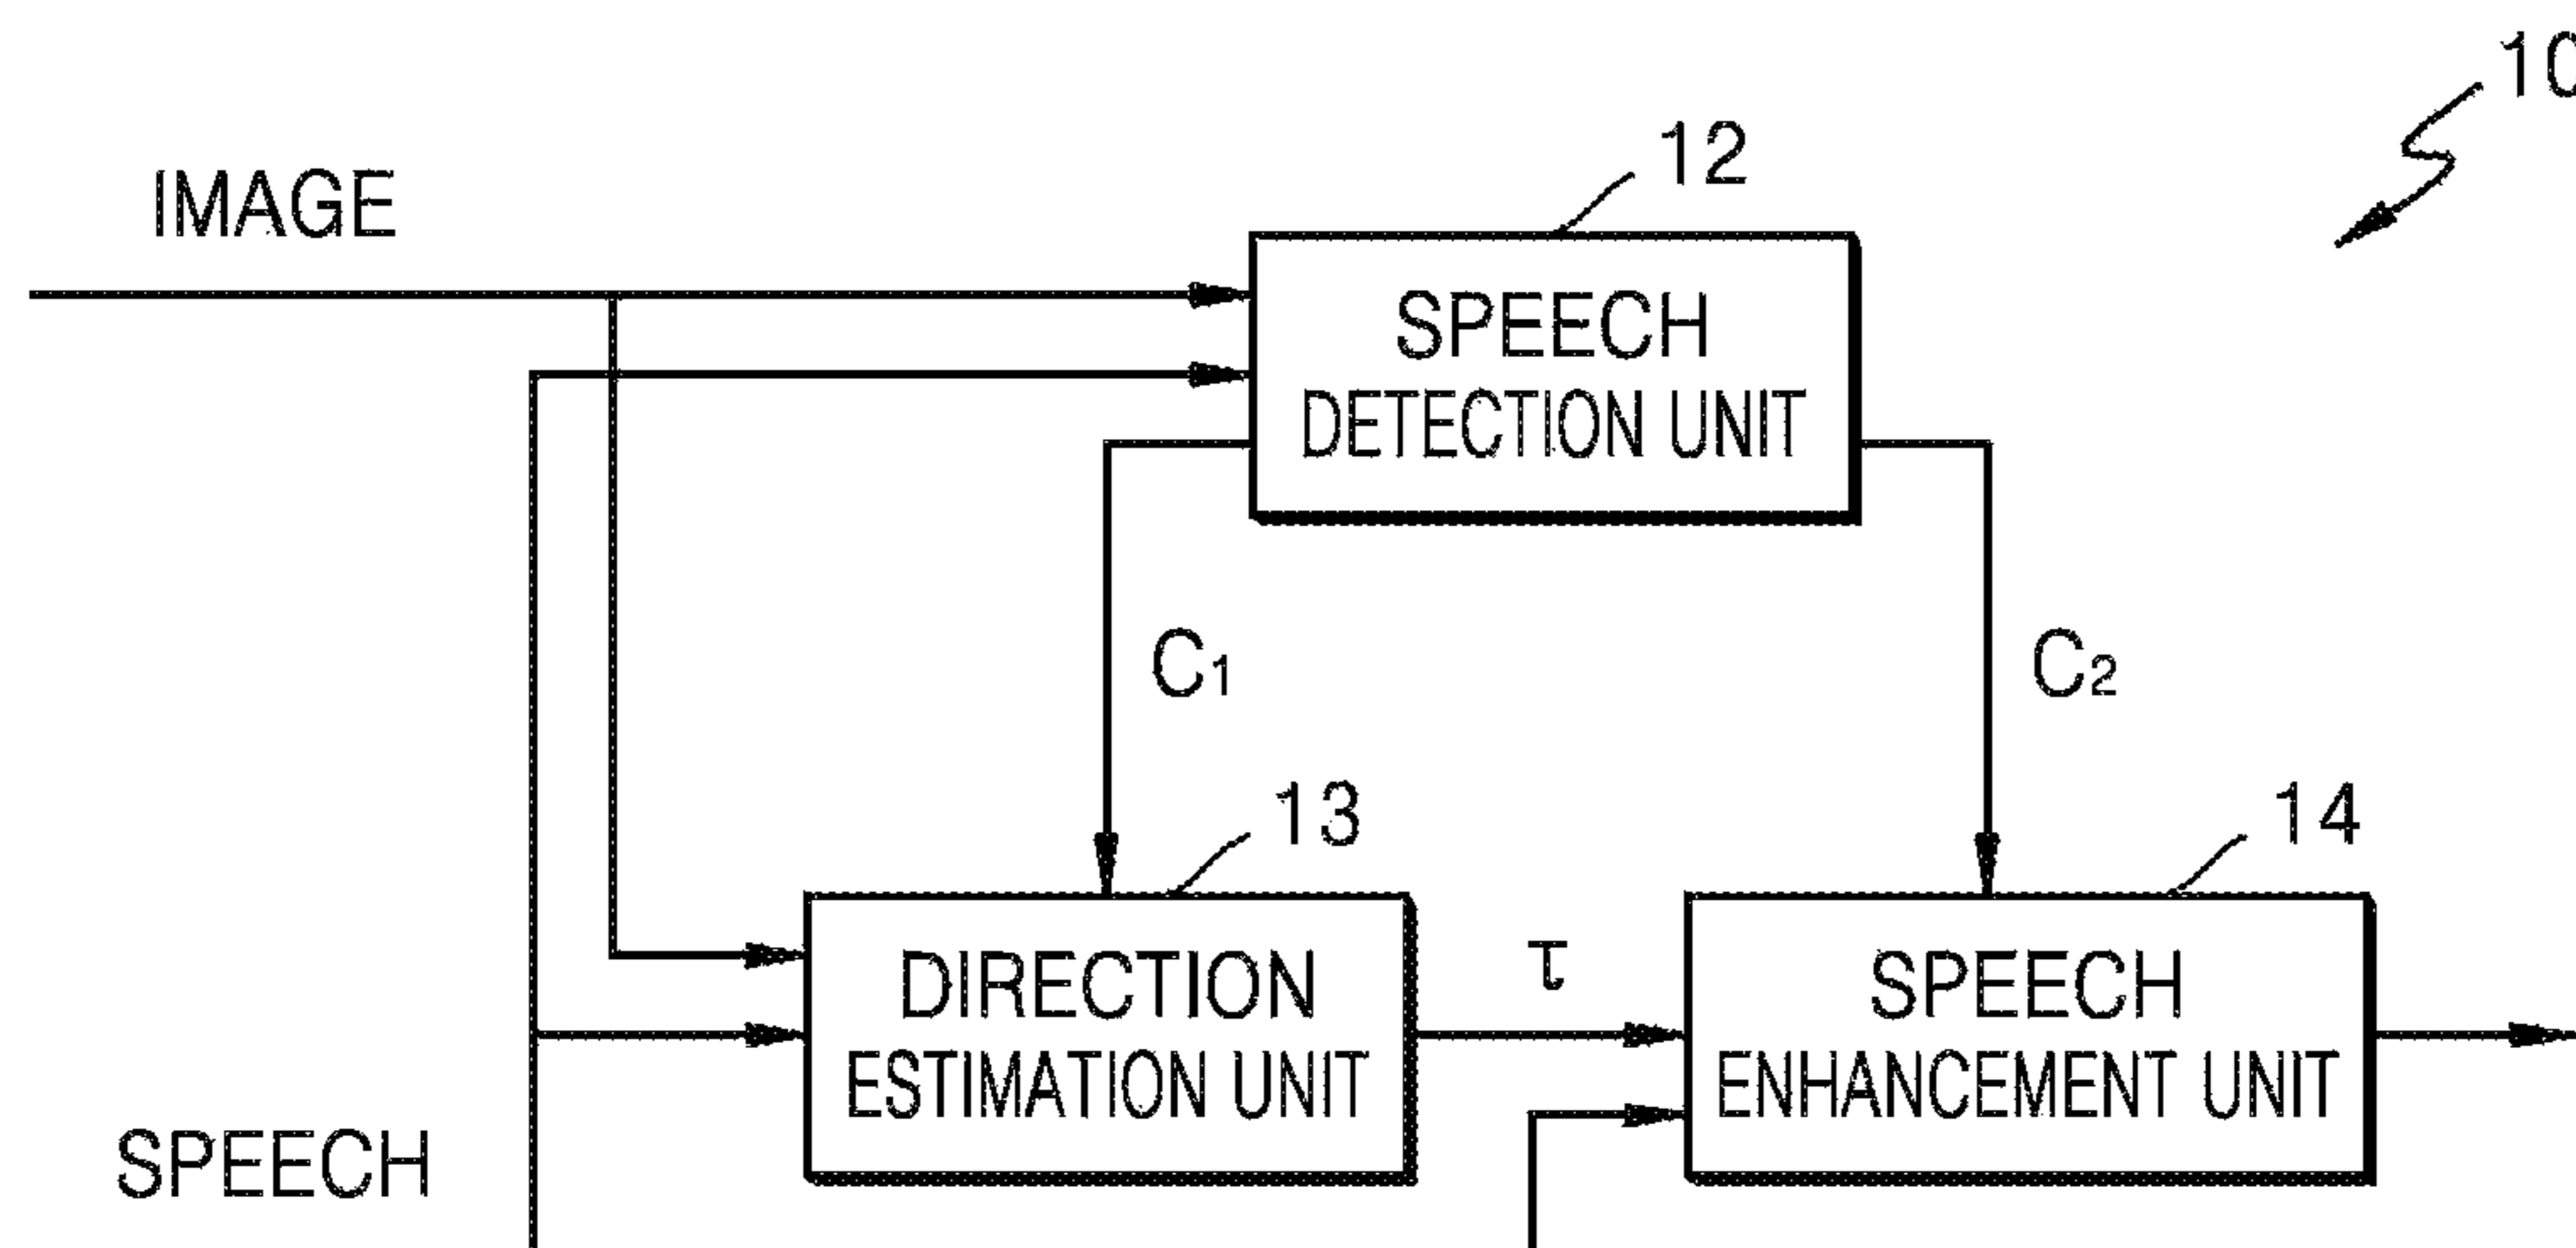 10
12
IMAGE
SPEECH
DETECTION UNIT
C1
C2
13
14
DIRECTION
ESTIMATION UNIT
τ
SPEECH
ENHANCEMENT UNIT
SPEECH